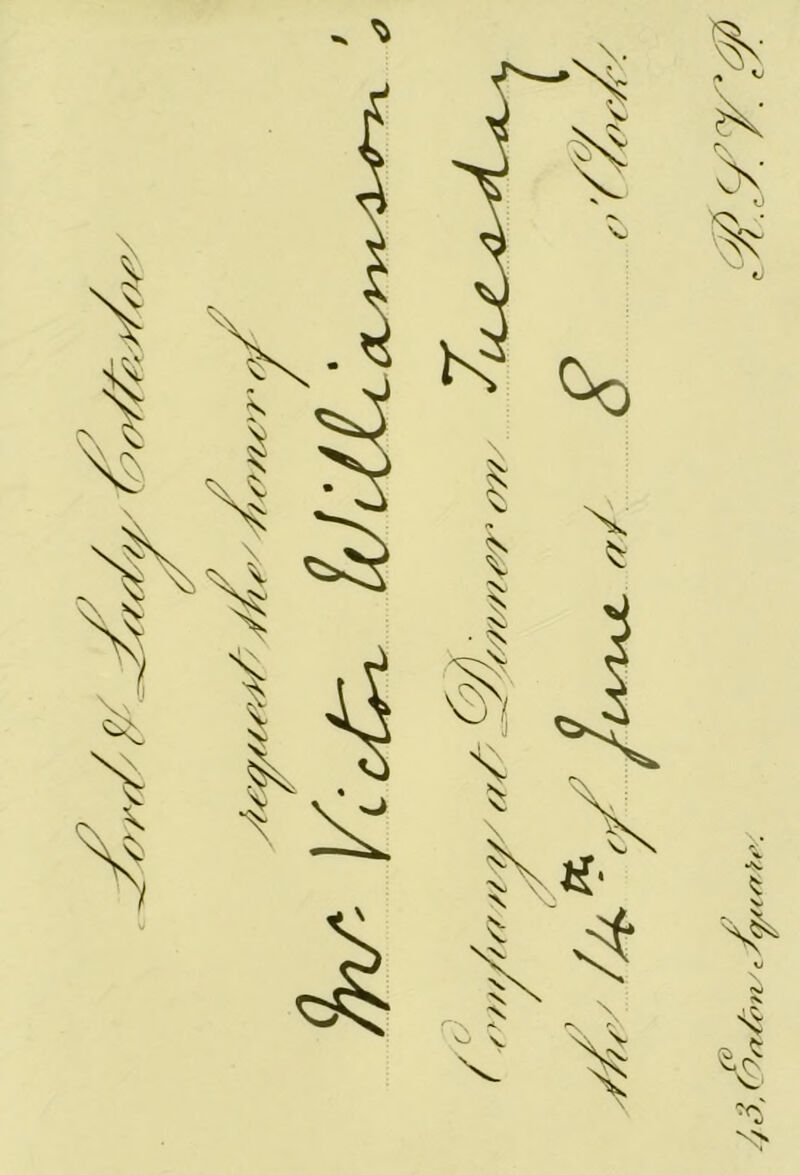 Lord & Lady Cottesloe
request the honor of
Mr. Victor Williamson's
Company at Dinner on Tuesday
the 14th of June at 8 o'Clock.
43, Eaton Square. R.S.V.P.